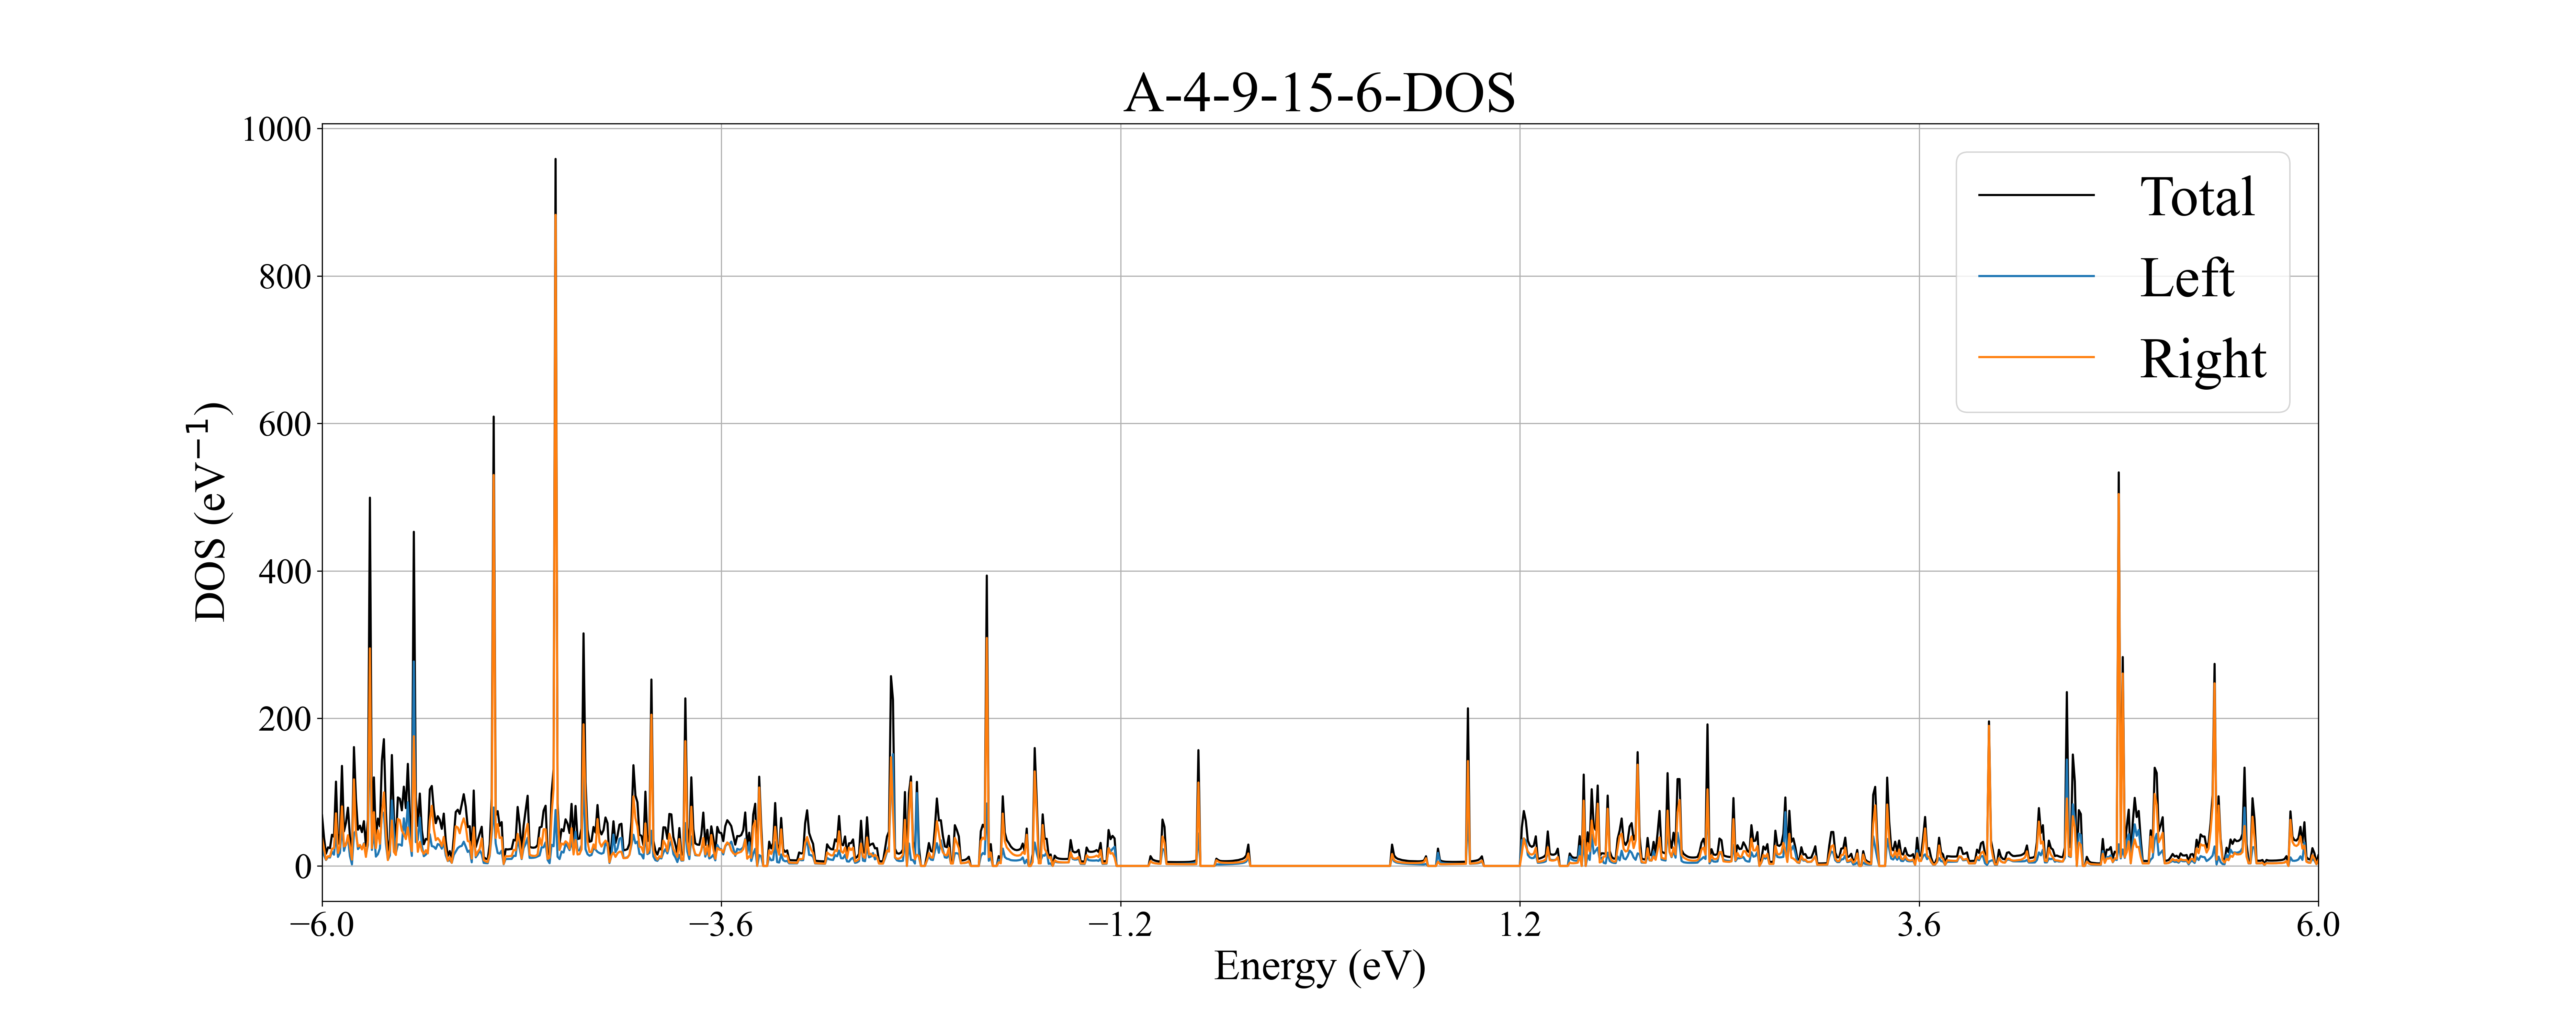 A-4-9-15-6-DOS
1000
800
600
400
200
0
DOS (eV⁻¹)
−6.0
−3.6
−1.2
1.2
3.6
6.0
Energy (eV)
Total
Left
Right